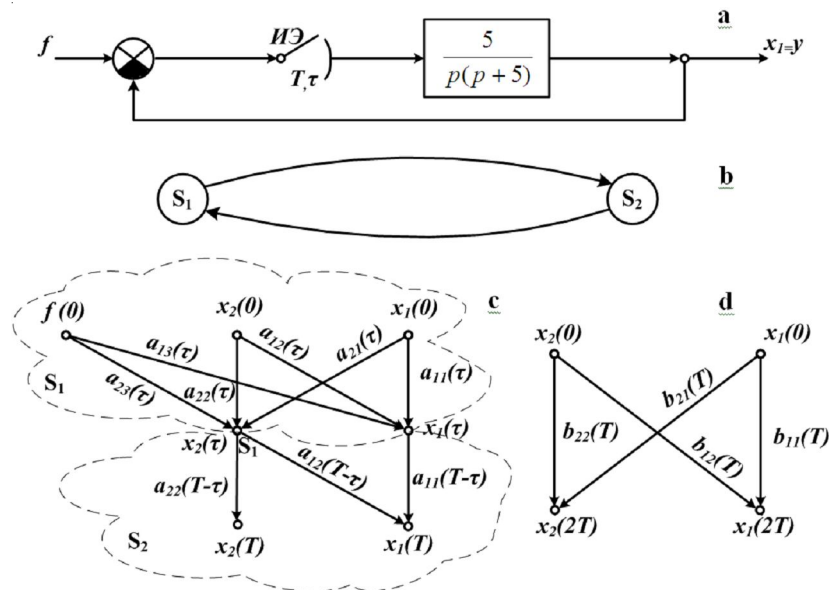 a
f
ИЭ
T,τ
5
p(p + 5)
x₁=y
b
S₁
S₂
c
f (0)
x₂(0)
x₁(0)
a₁₃(τ)
a₁₂(τ)
a₂₁(τ)
S₁
a₂₃(τ)
a₂₂(τ)
a₁₁(τ)
x₂(τ)
S₁
x₁(τ)
a₂₂(T-τ)
a₁₂(T-τ)
a₁₁(T-τ)
S₂
x₂(T)
x₁(T)
d
x₂(0)
x₁(0)
b₂₁(T)
b₂₂(T)
b₁₂(T)
b₁₁(T)
x₂(2T)
x₁(2T)